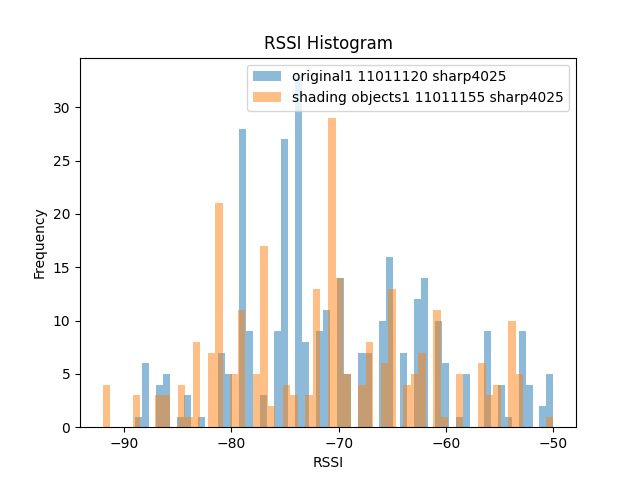 RSSI Histogram
original1 11011120 sharp4025
shading objects1 11011155 sharp4025
Frequency
30
25
20
15
10
5
0
−90
−80
−70
−60
−50
RSSI